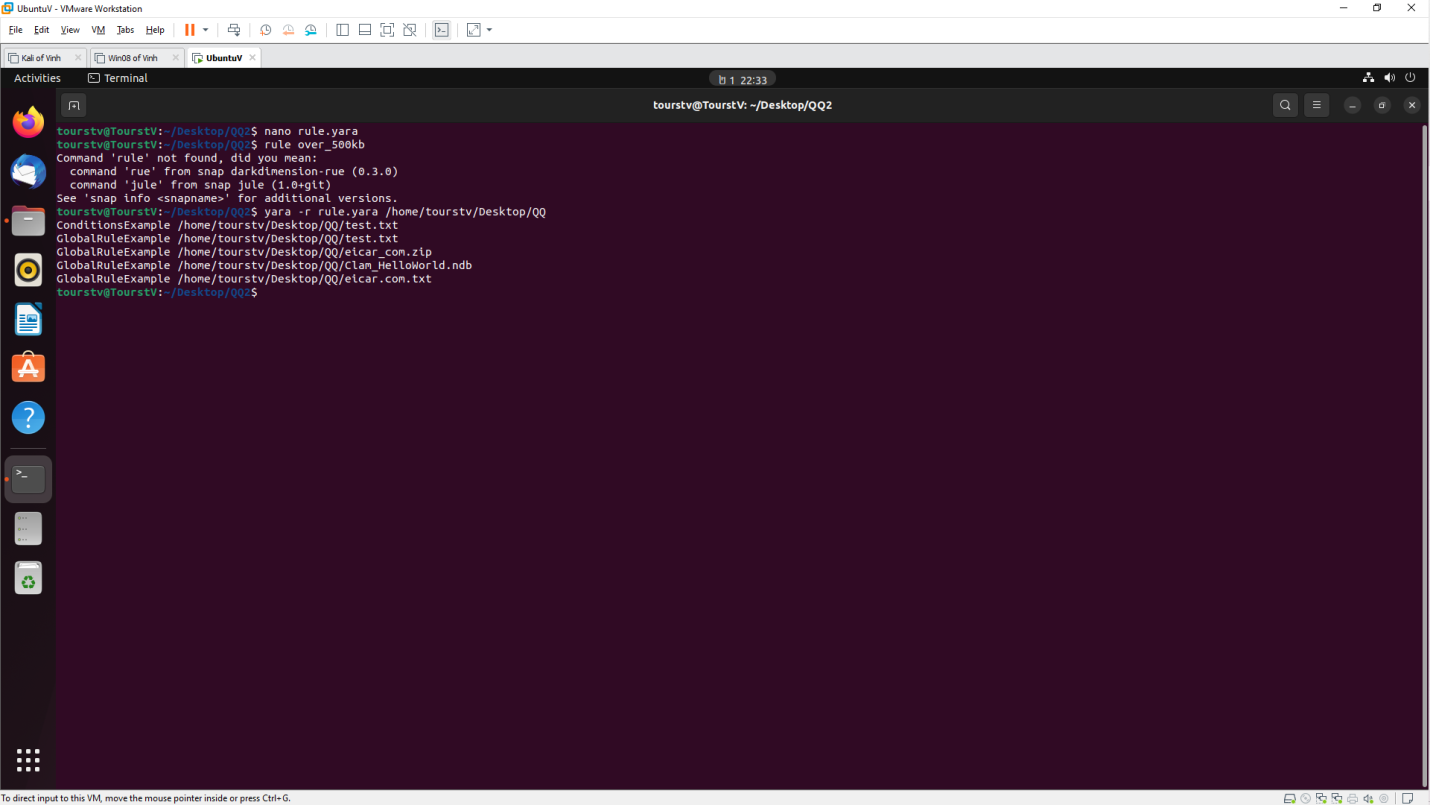 UbuntuV - VMware Workstation
File Edit View VM Tabs Help
Kali of Vinh Win08 of Vinh UbuntuV
Activities Terminal
ឋ 1 22:33
tourstv@TourstV: ~/Desktop/QQ2
tourstv@TourstV:~/Desktop/QQ2$ nano rule.yara
tourstv@TourstV:~/Desktop/QQ2$ rule over_500kb
Command 'rule' not found, did you mean:
command 'rue' from snap darkdimension-rue (0.3.0)
command 'jule' from snap jule (1.0+git)
See 'snap info <snapname>' for additional versions.
tourstv@TourstV:~/Desktop/QQ2$ yara -r rule.yara /home/tourstv/Desktop/QQ
ConditionsExample /home/tourstv/Desktop/QQ/test.txt
GlobalRuleExample /home/tourstv/Desktop/QQ/test.txt
GlobalRuleExample /home/tourstv/Desktop/QQ/eicar_com.zip
GlobalRuleExample /home/tourstv/Desktop/QQ/Clam_HelloWorld.ndb
GlobalRuleExample /home/tourstv/Desktop/QQ/eicar.com.txt
tourstv@TourstV:~/Desktop/QQ2$
To direct input to this VM, move the mouse pointer inside or press Ctrl+G.